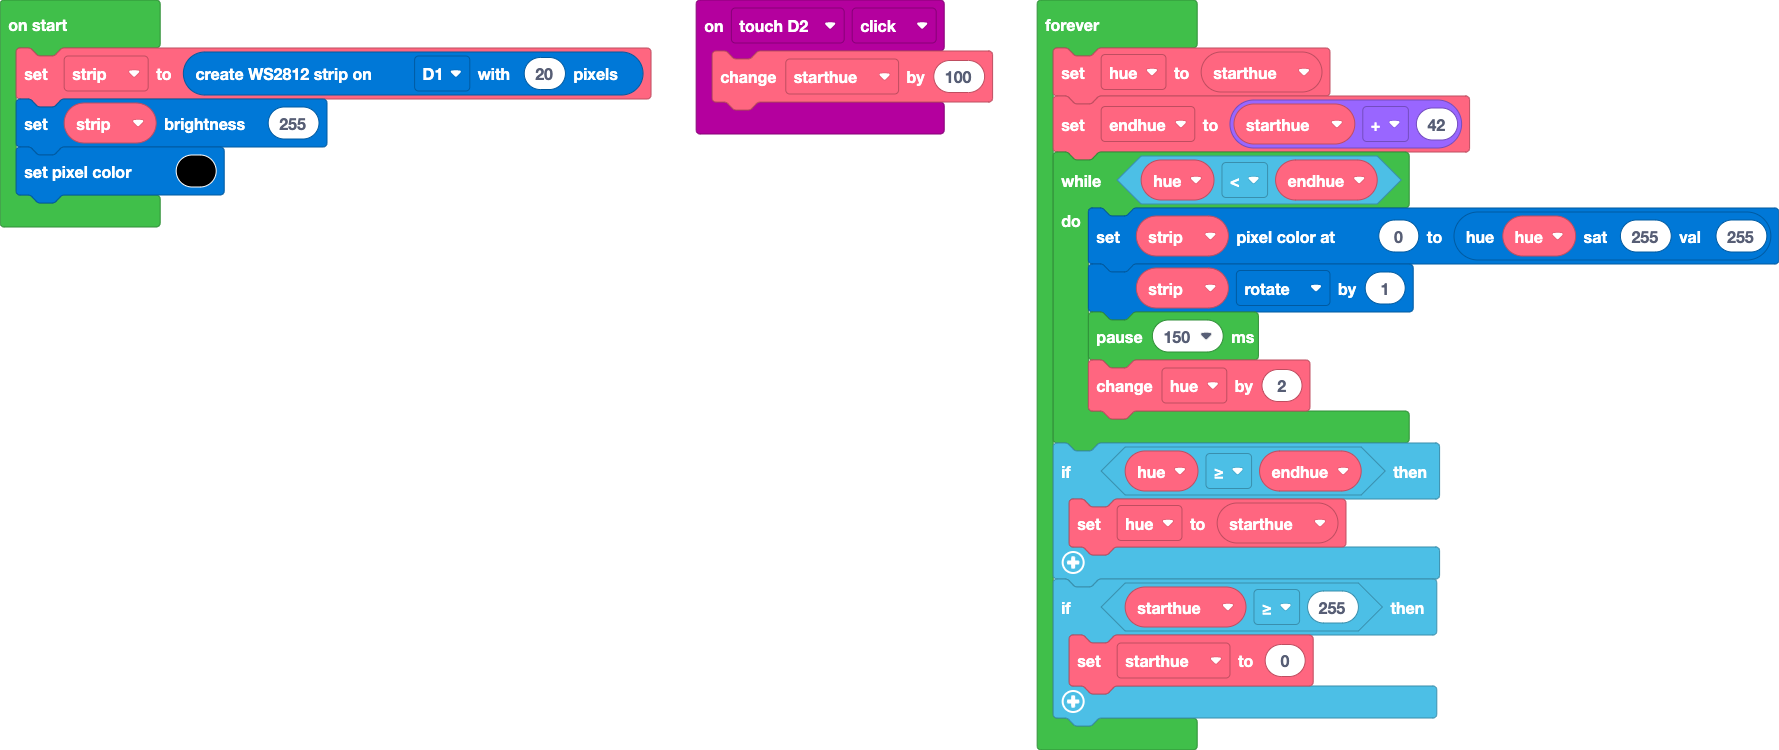 on start
set strip to create WS2812 strip on D1 with 20 pixels
set strip brightness 255
set pixel color
on touch D2 click
change starthue by 100
forever
set hue to starthue
set endhue to starthue + 42
while hue < endhue
do
set strip pixel color at 0 to hue hue sat 255 val 255
strip rotate by 1
pause 150 ms
change hue by 2
if hue ≥ endhue then
set hue to starthue
if starthue ≥ 255 then
set starthue to 0